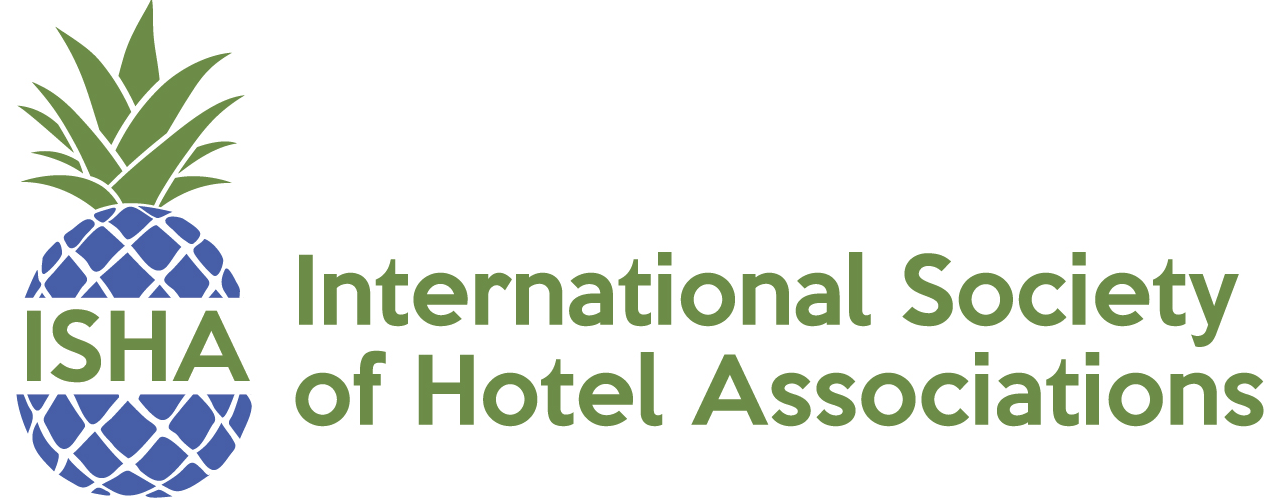 ISHA
International Society
of Hotel Associations